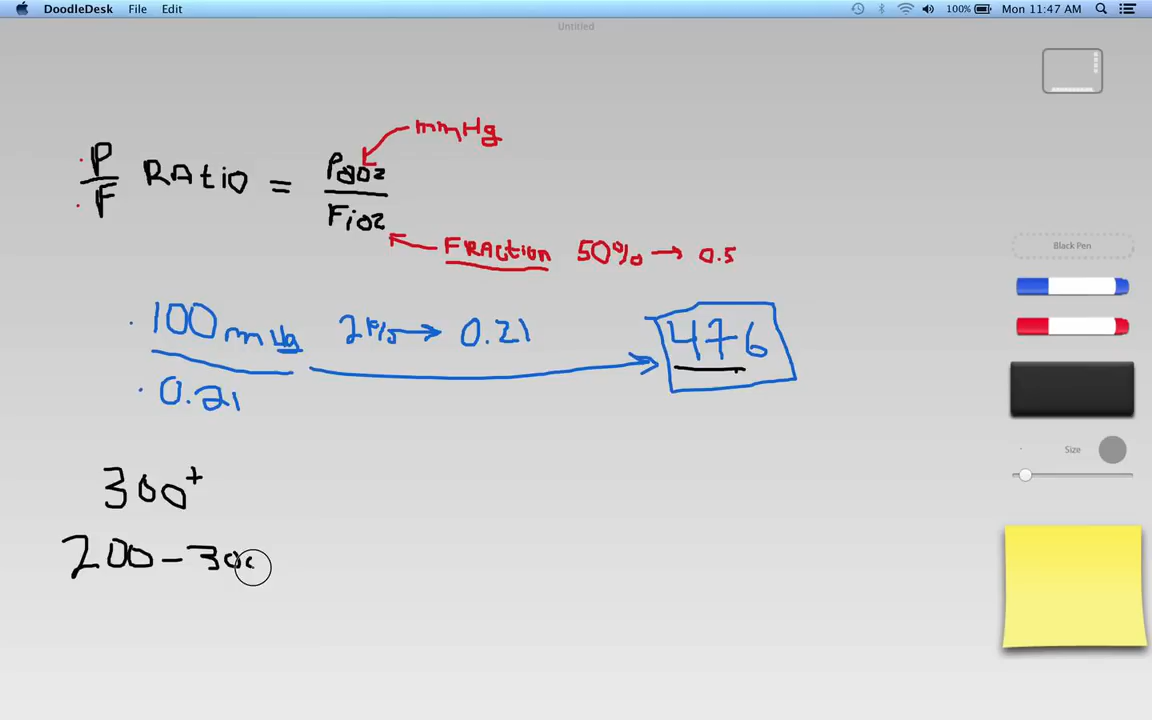 DoodleDesk File Edit 100% Mon 11:47 AM
Untitled
mmHg
P/F RAtiO = PaO2/FiO2
FRACtion 50% → 0.5
Black Pen
100 mmHg 21% → 0.21 476
0.21
Size
300+
200-300